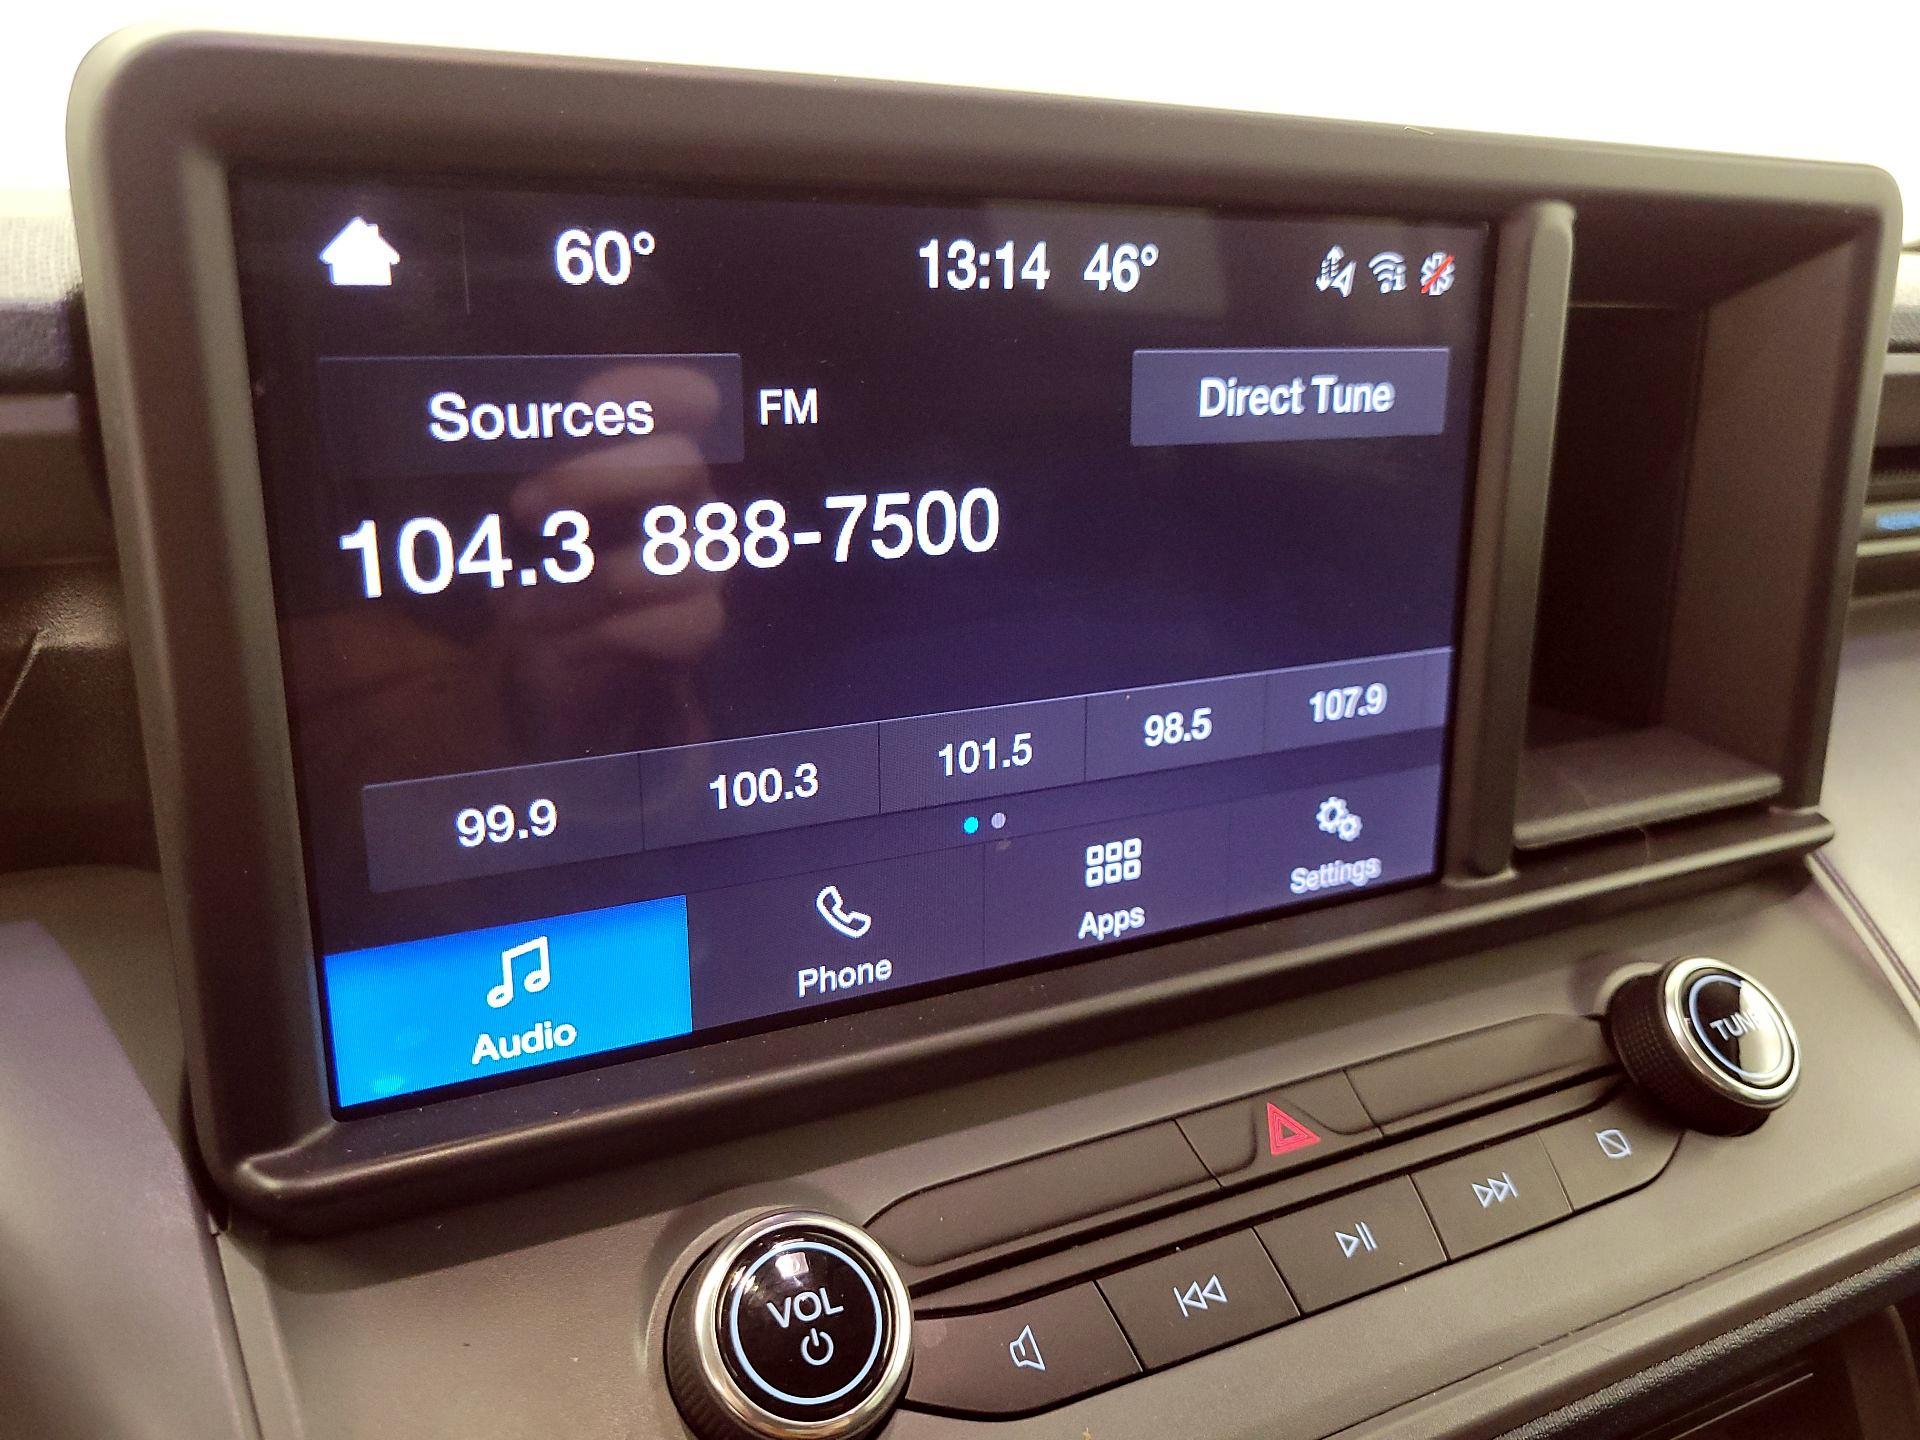 60° 13:14 46°
Sources FM Direct Tune
104.3 888-7500
99.9 100.3 101.5 98.5 107.9
Audio Phone Apps Settings
TUNE
VOL